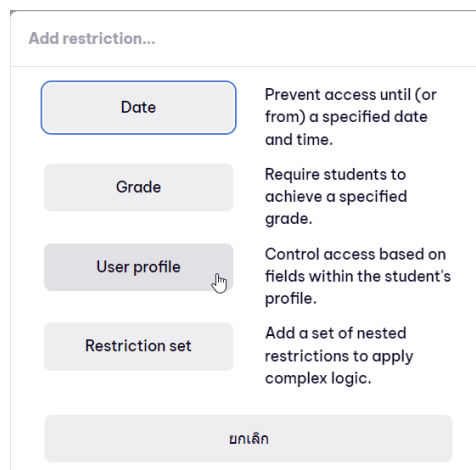 Add restriction...
Date
Prevent access until (or
from) a specified date
and time.
Grade
Require students to
achieve a specified
grade.
User profile
Control access based on
fields within the student's
profile.
Restriction set
Add a set of nested
restrictions to apply
complex logic.
ยกเลิก